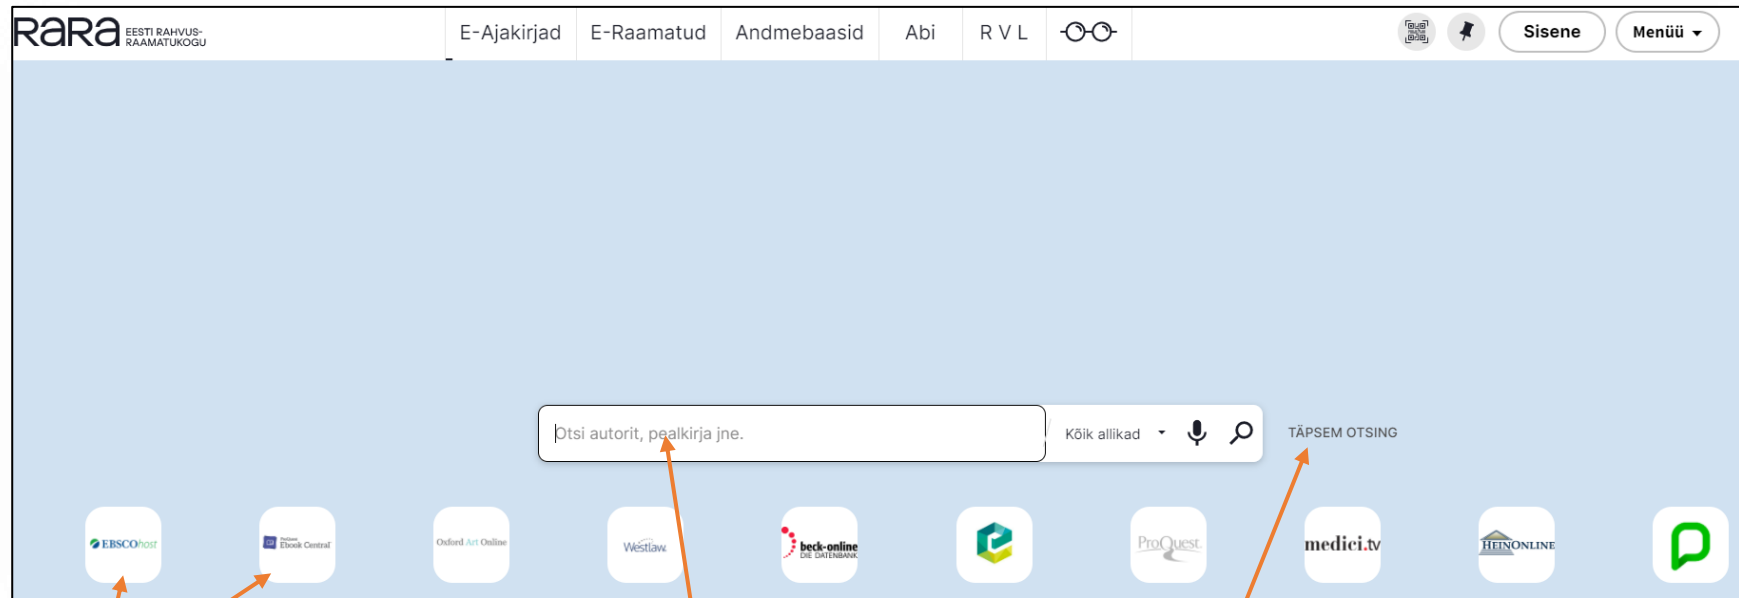 RaRa EESTI RAHVUS-
RAAMATUKOGU
E-Ajakirjad E-Raamatud Andmebaasid Abi R V L Sisene Menüü
Otsi autorit, pealkirja jne. Kõik allikad TÄPSEM OTSING
EBSCOhost
ProQuest
Ebook Central
Oxford Art Online
Westlaw
beck-online
DIE DATENBANK
ProQuest
medici.tv
HEINONLINE